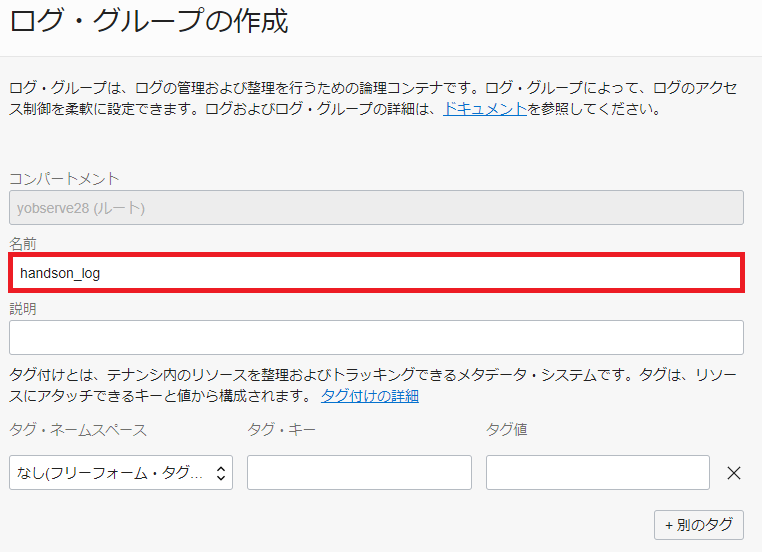 ログ・グループの作成
ログ・グループは、ログの管理および整理を行うための論理コンテナです。ログ・グループによって、ログのアクセ
ス制御を柔軟に設定できます。ログおよびログ・グループの詳細は、ドキュメントを参照してください。
コンパートメント
yobserve28 (ルート)
名前
handson_log
説明
タグ付けとは、テナンシ内のリソースを整理およびトラッキングできるメタデータ・システムです。タグは、リソー
スにアタッチできるキーと値から構成されます。 タグ付けの詳細
タグ・ネームスペース タグ・キー タグ値
なし(フリーフォーム・タグ...
+ 別のタグ